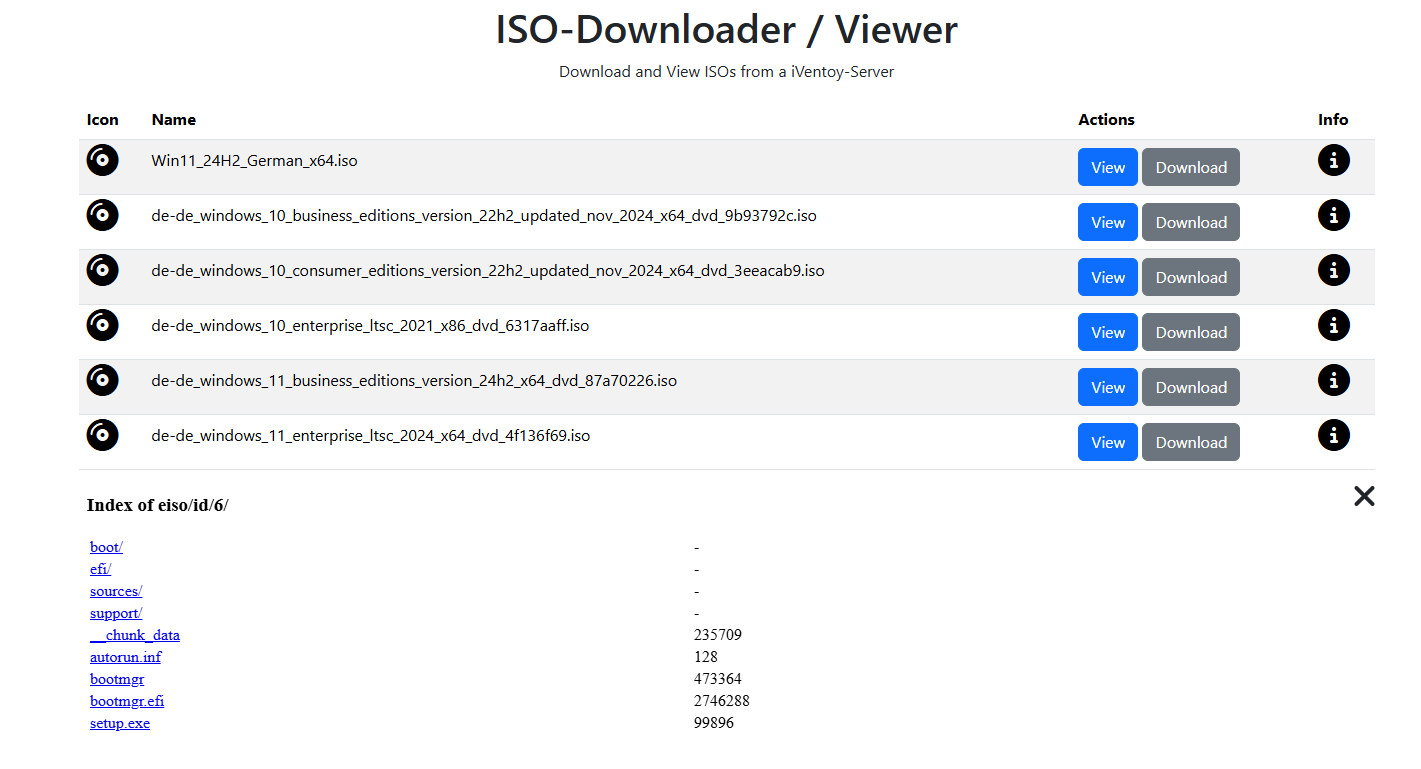 ISO-Downloader / Viewer
Download and View ISOs from a iVentoy-Server
Icon Name Actions Info
Win11_24H2_German_x64.iso View Download
de-de_windows_10_business_editions_version_22h2_updated_nov_2024_x64_dvd_9b93792c.iso View Download
de-de_windows_10_consumer_editions_version_22h2_updated_nov_2024_x64_dvd_3eeacab9.iso View Download
de-de_windows_10_enterprise_ltsc_2021_x86_dvd_6317aaff.iso View Download
de-de_windows_11_business_editions_version_24h2_x64_dvd_87a70226.iso View Download
de-de_windows_11_enterprise_ltsc_2024_x64_dvd_4f136f69.iso View Download
Index of eiso/id/6/
boot/ -
efi/ -
sources/ -
support/ -
__chunk_data 235709
autorun.inf 128
bootmgr 473364
bootmgr.efi 2746288
setup.exe 99896